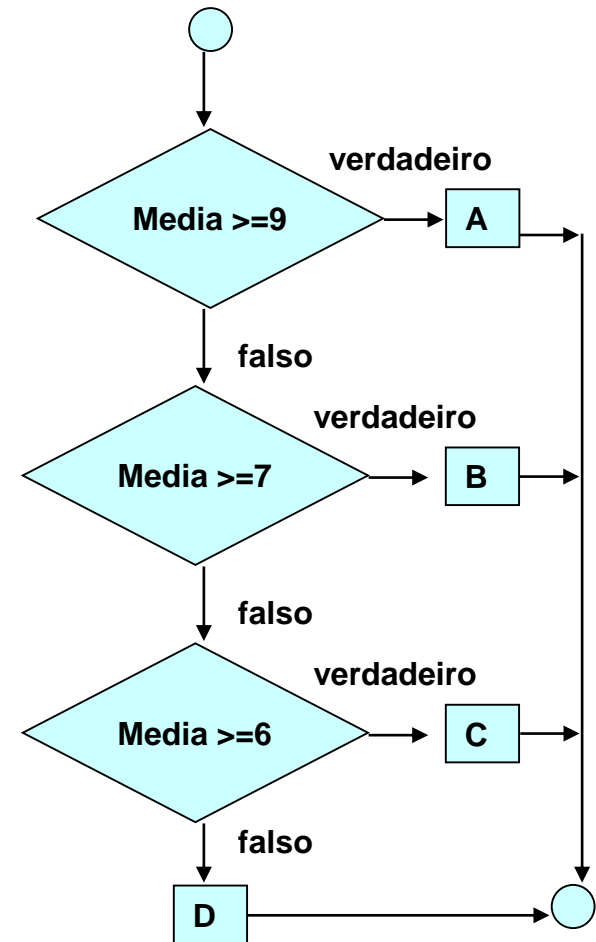 verdadeiro
Media >=9
A
falso
verdadeiro
Media >=7
B
falso
verdadeiro
Media >=6
C
falso
D